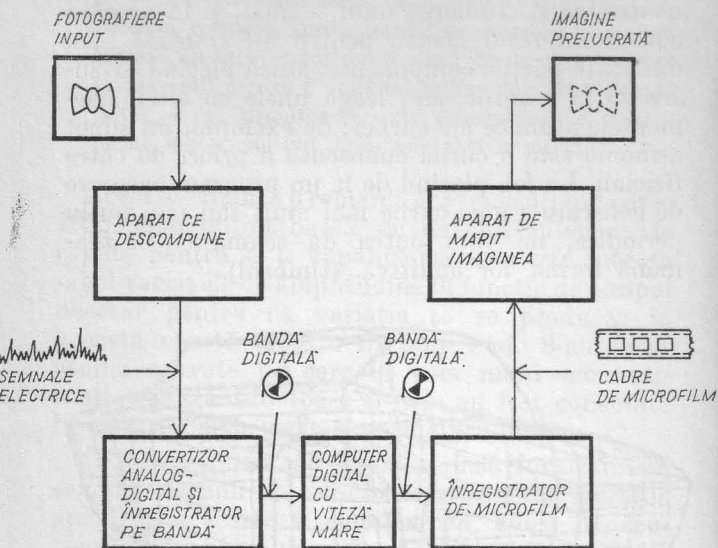 FOTOGRAFIERE
INPUT
IMAGINE
PRELUCRATĂ
APARAT CE
DESCOMPUNE
APARAT DE
MĂRIT
IMAGINEA
SEMNALE
ELECTRICE
BANDĂ
DIGITALĂ
BANDĂ
DIGITALĂ
CADRE
DE MICROFILM
CONVERTIZOR
ANALOG-
DIGITAL ȘI
ÎNREGISTRATOR
PE BANDĂ
COMPUTER
DIGITAL
CU
VITEZĂ
MARE
ÎNREGISTRATOR
DE MICROFILM